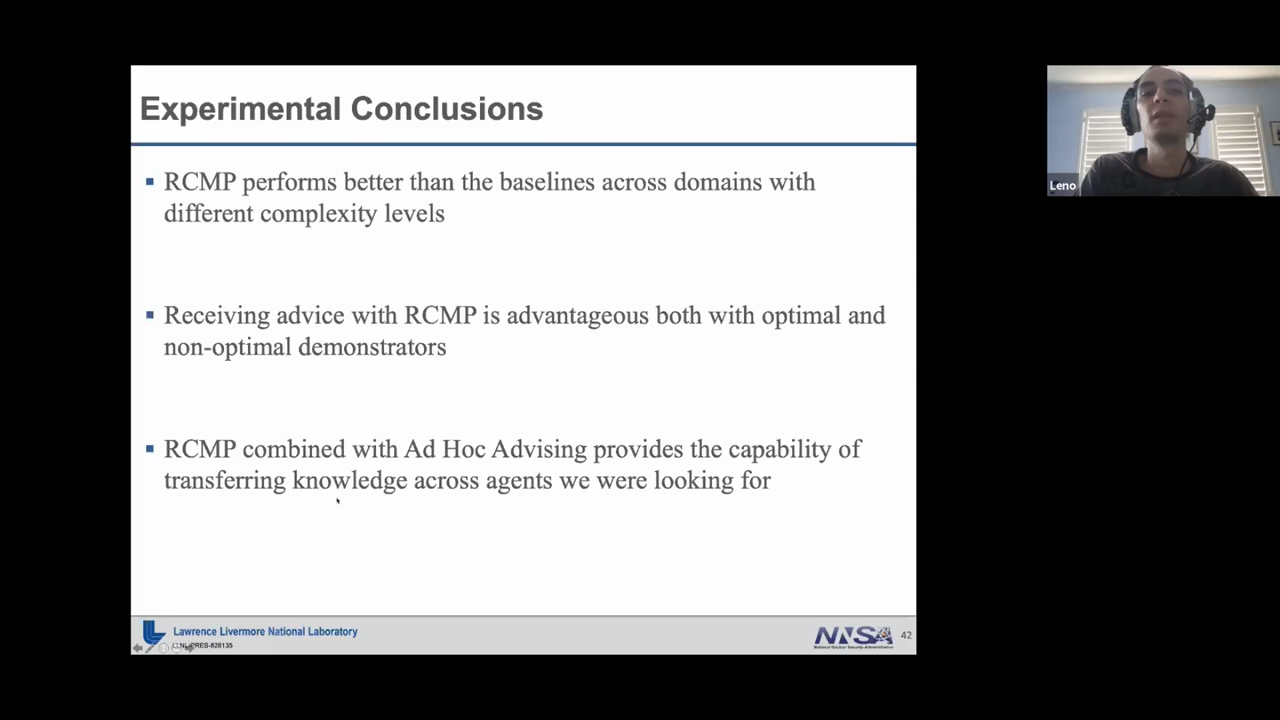 Experimental Conclusions
▪ RCMP performs better than the baselines across domains with
different complexity levels
▪ Receiving advice with RCMP is advantageous both with optimal and
non-optimal demonstrators
▪ RCMP combined with Ad Hoc Advising provides the capability of
transferring knowledge across agents we were looking for
Leno
Lawrence Livermore National Laboratory
LLNL-PRES-826135
NNSA
National Nuclear Security Administration
42